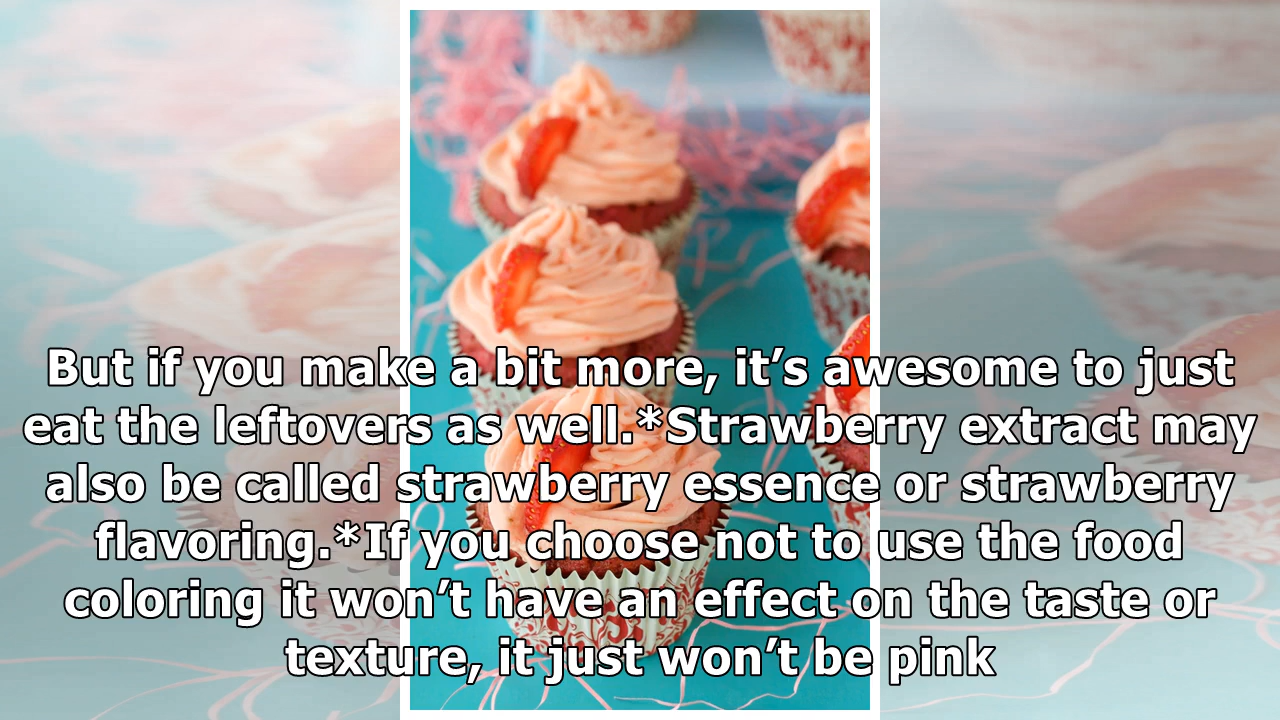 But if you make a bit more, it’s awesome to just
eat the leftovers as well.*Strawberry extract may
also be called strawberry essence or strawberry
flavoring.*If you choose not to use the food
coloring it won’t have an effect on the taste or
texture, it just won’t be pink